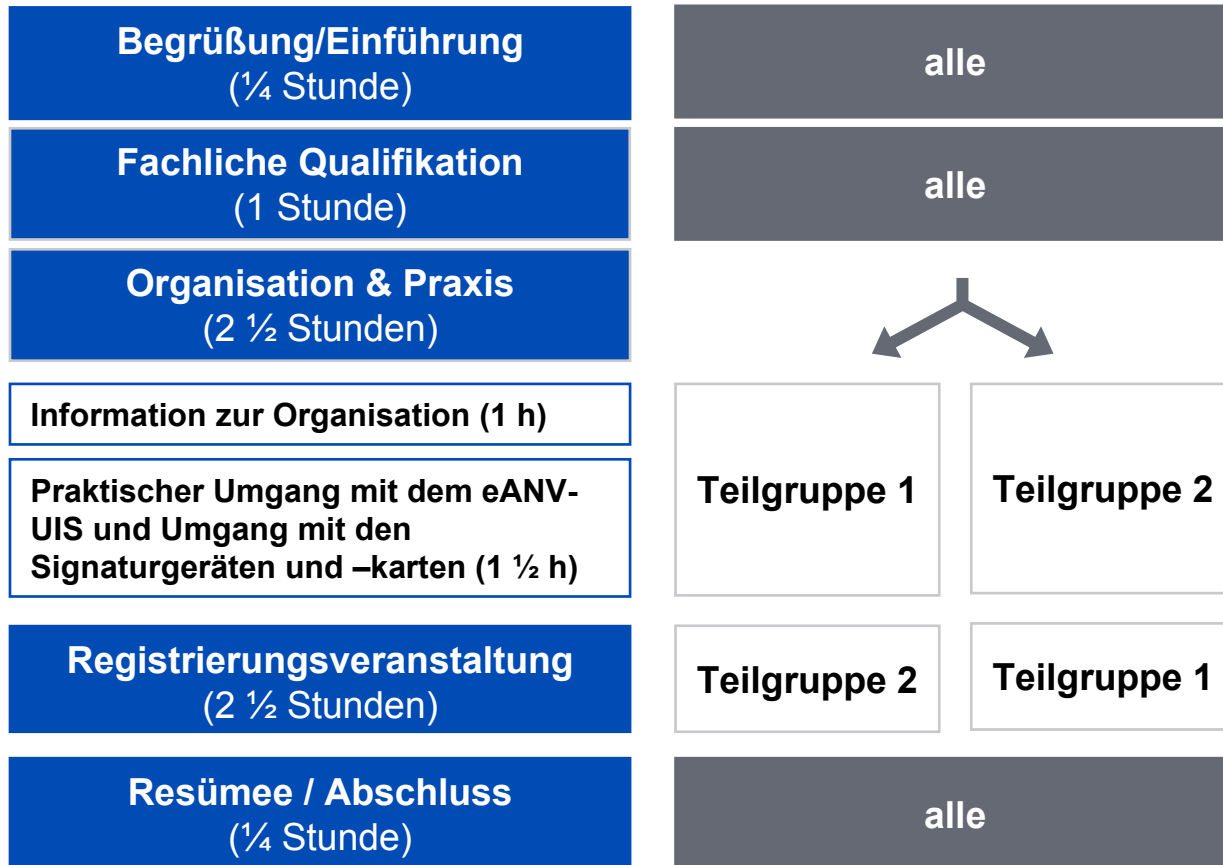 Begrüßung/Einführung
(¼ Stunde)
alle
Fachliche Qualifikation
(1 Stunde)
alle
Organisation & Praxis
(2 ½ Stunden)
Information zur Organisation (1 h)
Praktischer Umgang mit dem eANV-
UIS und Umgang mit den
Signaturgeräten und –karten (1 ½ h)
Teilgruppe 1
Teilgruppe 2
Registrierungsveranstaltung
(2 ½ Stunden)
Teilgruppe 2
Teilgruppe 1
Resümee / Abschluss
(¼ Stunde)
alle